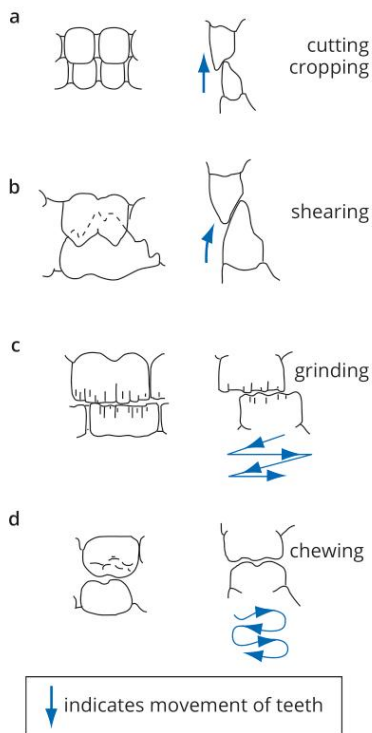 a
cutting
cropping
b
shearing
c
grinding
d
chewing
indicates movement of teeth